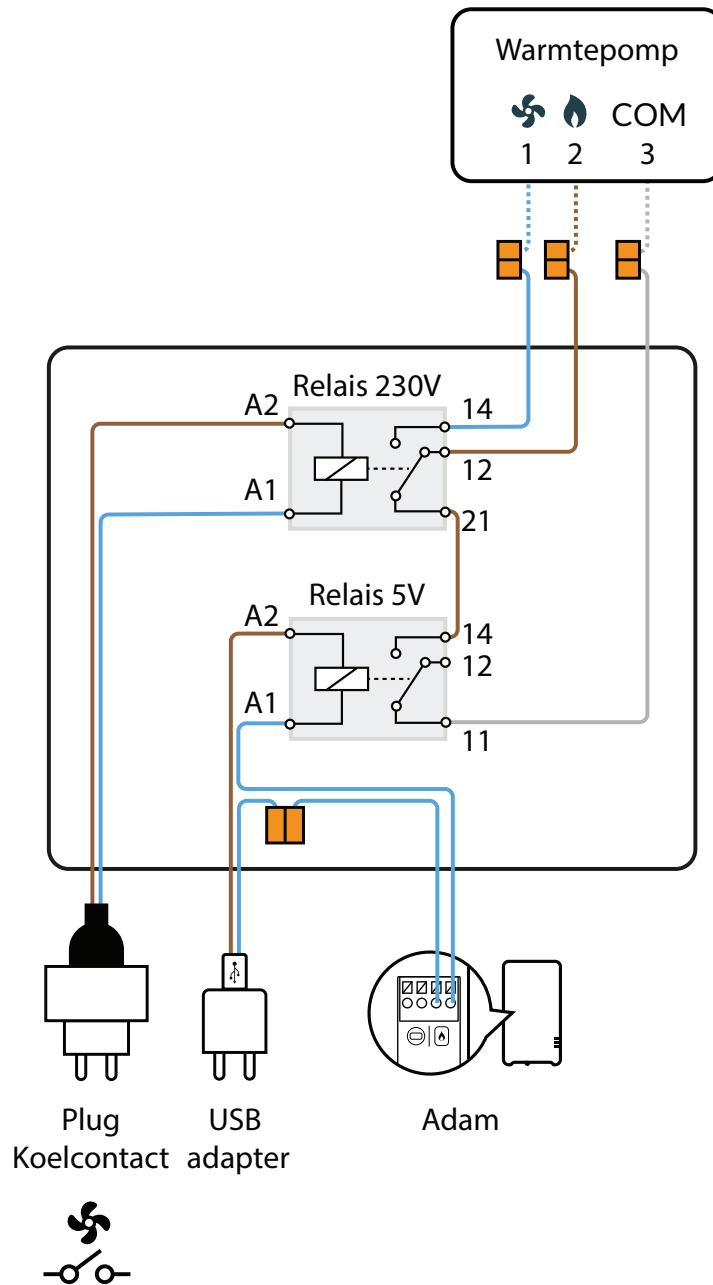 Warmtepomp
COM
1 2 3
Relais 230V
A2
14
12
A1
21
Relais 5V
A2
14
12
A1
11
Plug
Koelcontact
USB
adapter
Adam